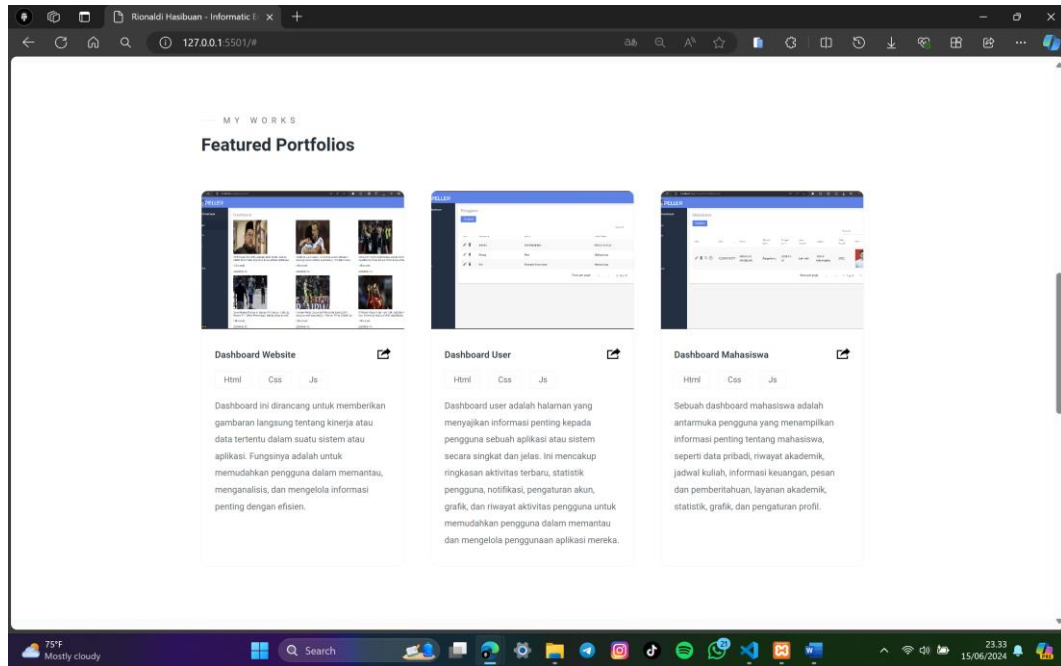 Rionaldi Hasibuan - Informatic E
127.0.0.1:5501/#
MY WORKS
Featured Portfolios
PELLER
PELLER
PELLER
Dashboard Website
Html Css Js
Dashboard ini dirancang untuk memberikan
gambaran langsung tentang kinerja atau
data tertentu dalam suatu sistem atau
aplikasi. Fungsinya adalah untuk
memudahkan pengguna dalam memantau,
menganalisis, dan mengelola informasi
penting dengan efisien.
Dashboard User
Html Css Js
Dashboard user adalah halaman yang
menyajikan informasi penting kepada
pengguna sebuah aplikasi atau sistem
secara singkat dan jelas. Ini mencakup
ringkasan aktivitas terbaru, statistik
pengguna, notifikasi, pengaturan akun,
grafik, dan riwayat aktivitas pengguna untuk
memudahkan pengguna dalam memantau
dan mengelola penggunaan aplikasi mereka.
Dashboard Mahasiswa
Html Css Js
Sebuah dashboard mahasiswa adalah
antarmuka pengguna yang menampilkan
informasi penting tentang mahasiswa,
seperti data pribadi, riwayat akademik,
jadwal kuliah, informasi keuangan, pesan
dan pemberitahuan, layanan akademik,
statistik, grafik, dan pengaturan profil.
75°F
Mostly cloudy
Search
21
23.33
15/06/2024